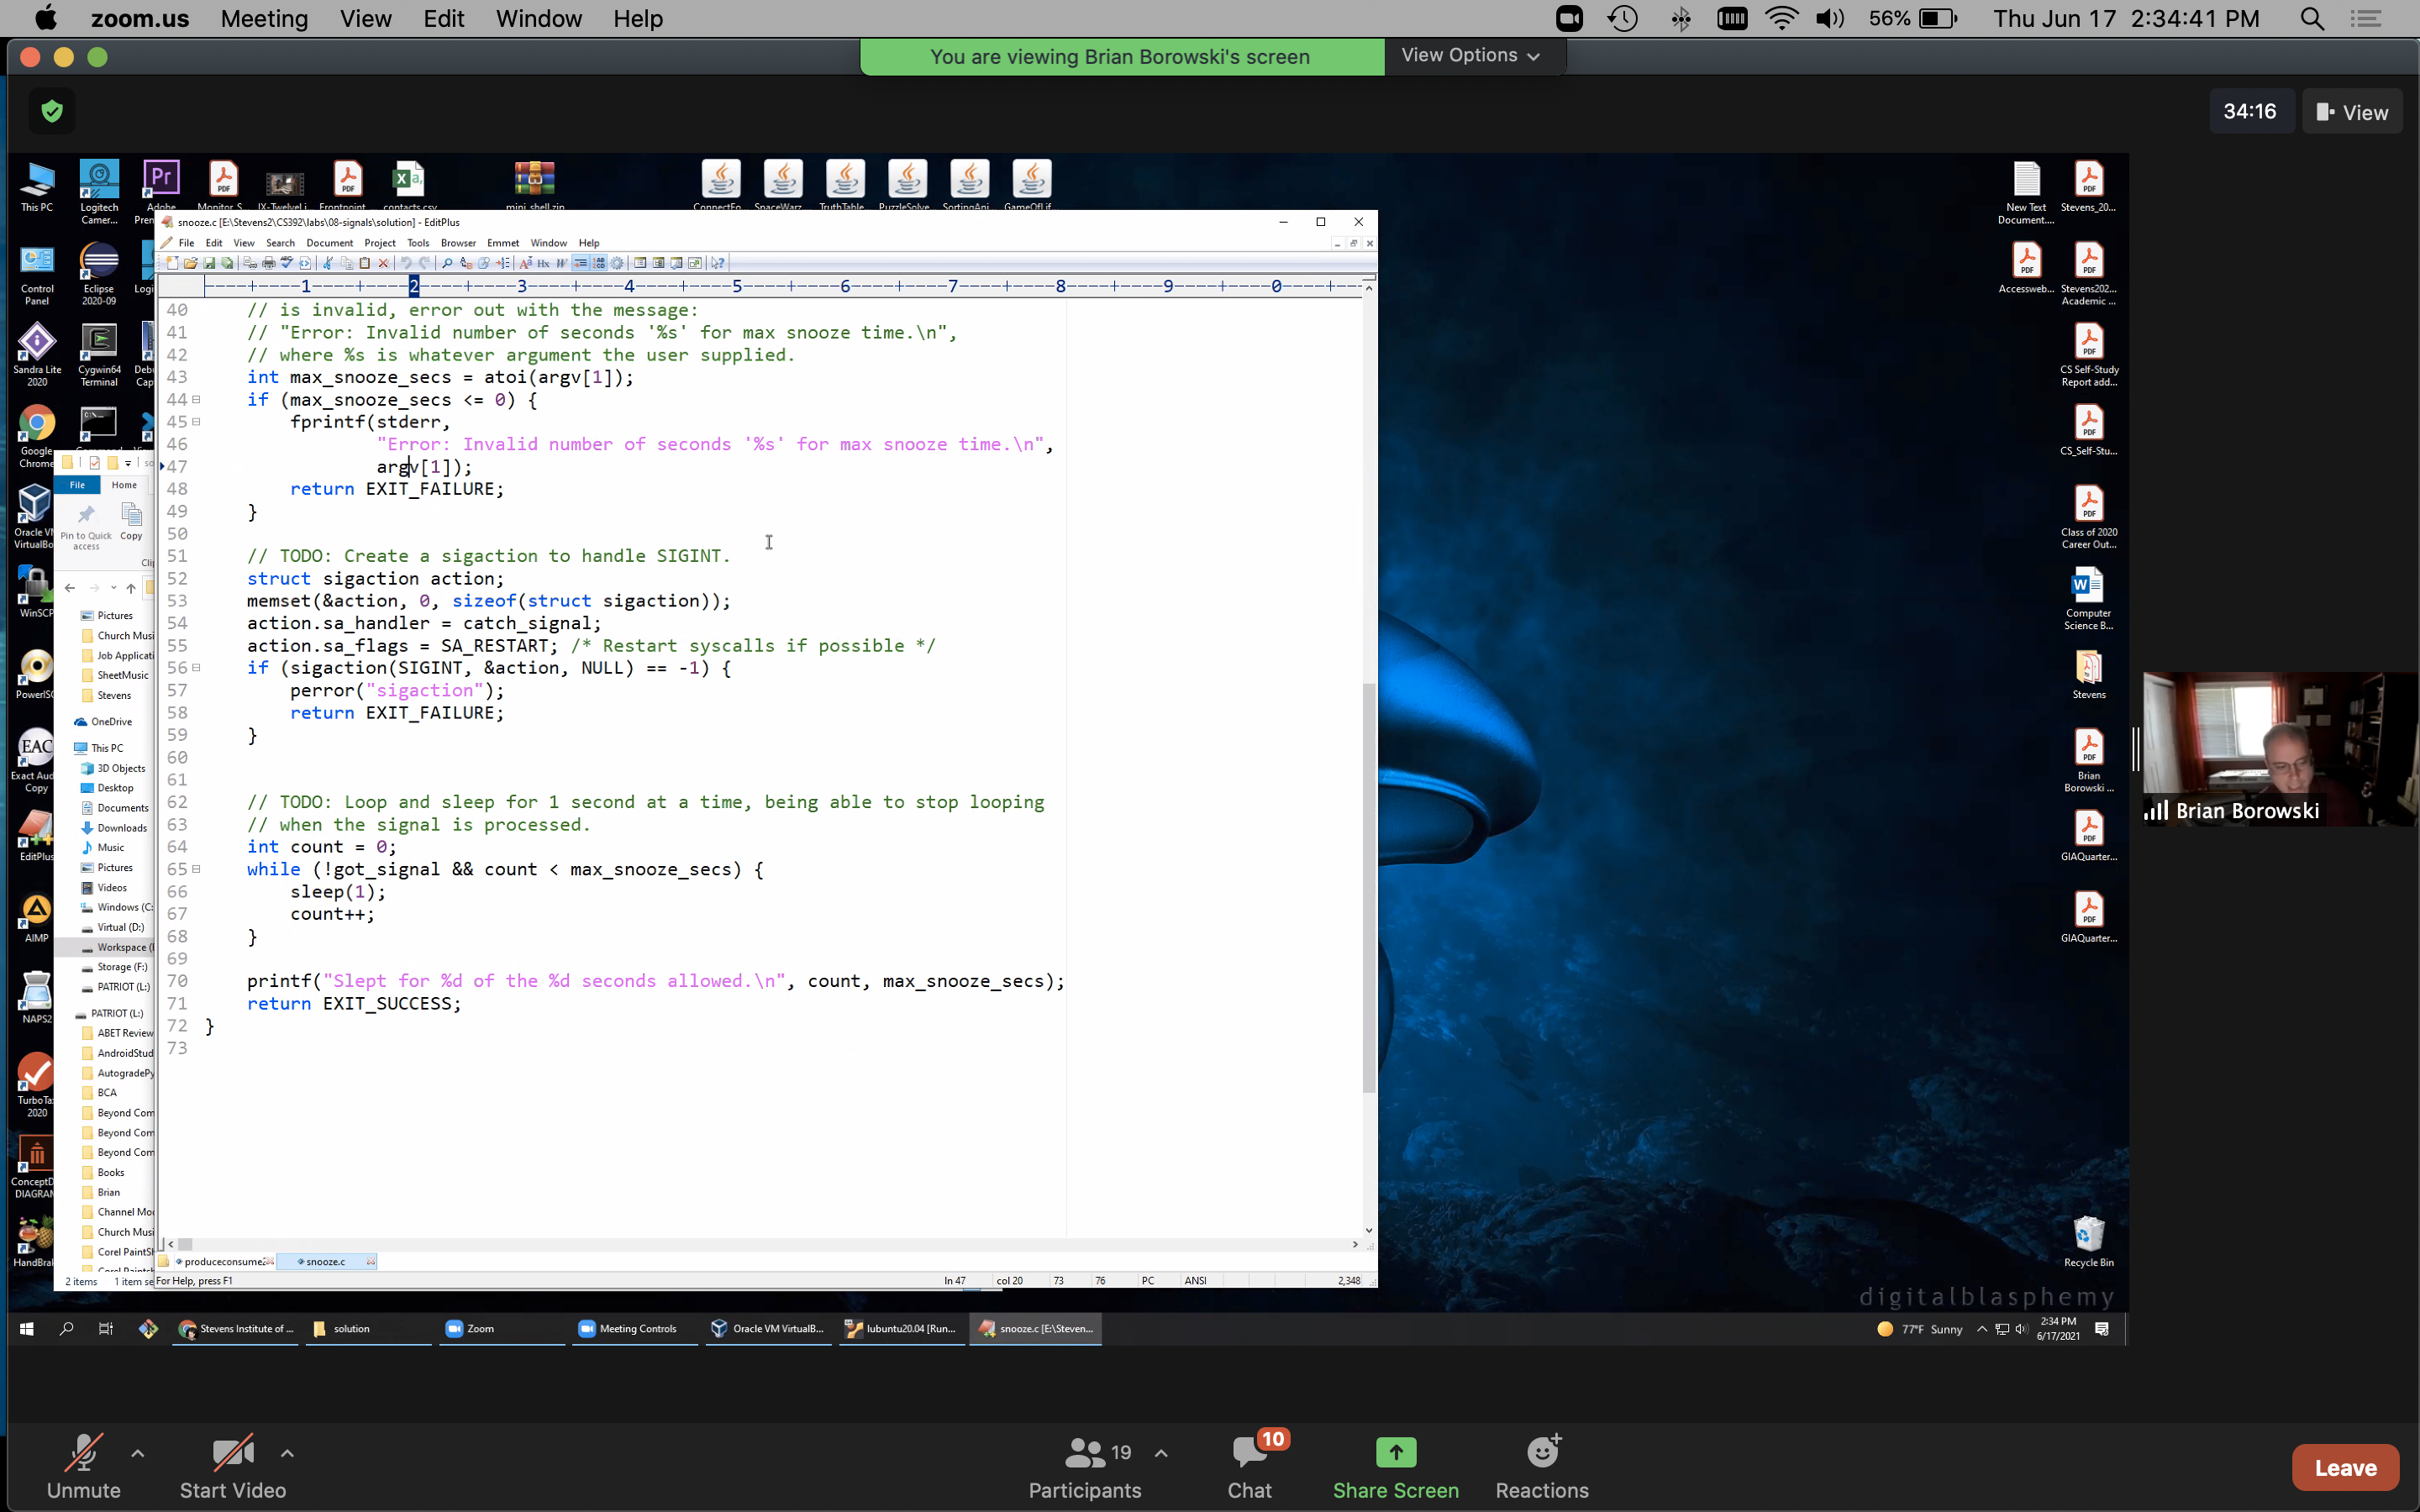 zoom.us Meeting View Edit Window Help
56% Thu Jun 17 2:34:41 PM
You are viewing Brian Borowski's screen View Options
34:16 View
This PC
Logitech Camer...
Adobe Pren
Monitor_S...
IX-TwelveLi...
Frontpoint
contacts.csv
mini_shell.zip
ConnectFo...
SpaceWarz
TruthTable...
PuzzleSolve...
SortingAni...
GameOfLif...
New Text Document....
Stevens_20...
snooze.c [E:\Stevens2\CS392\labs\08-signals\solution] - EditPlus
File Edit View Search Document Project Tools Browser Emmet Window Help
Control Panel
Eclipse 2020-09
Logi
Accessweb...
Stevens202... Academic ...
1 2 3 4 5 6 7 8 9 0
40 // is invalid, error out with the message:
41 // "Error: Invalid number of seconds '%s' for max snooze time.\n",
42 // where %s is whatever argument the user supplied.
43 int max_snooze_secs = atoi(argv[1]);
44 if (max_snooze_secs <= 0) {
45 fprintf(stderr,
46 "Error: Invalid number of seconds '%s' for max snooze time.\n",
47 argv[1]);
48 return EXIT_FAILURE;
49 }
50
51 // TODO: Create a sigaction to handle SIGINT.
52 struct sigaction action;
53 memset(&action, 0, sizeof(struct sigaction));
54 action.sa_handler = catch_signal;
55 action.sa_flags = SA_RESTART; /* Restart syscalls if possible */
56 if (sigaction(SIGINT, &action, NULL) == -1) {
57 perror("sigaction");
58 return EXIT_FAILURE;
59 }
60
61
62 // TODO: Loop and sleep for 1 second at a time, being able to stop looping
63 // when the signal is processed.
64 int count = 0;
65 while (!got_signal && count < max_snooze_secs) {
66 sleep(1);
67 count++;
68 }
69
70 printf("Slept for %d of the %d seconds allowed.\n", count, max_snooze_secs);
71 return EXIT_SUCCESS;
72 }
73
Sandra Lite 2020
Cygwin64 Terminal
Google Chrome
Oracle VM VirtualBo
WinSCP
PowerISO
EAC
Exact Aud Copy
EditPlus
AIMP
NAPS2
TurboTax 2020
ConceptD DIAGRAM
HandBrak
File Home
Pin to Quick access
Copy
Pictures
Church Musi
Job Applicati
SheetMusic
Stevens
OneDrive
This PC
3D Objects
Desktop
Documents
Downloads
Music
Pictures
Videos
Windows (C:
Virtual (D:)
Workspace (E
Storage (F:)
PATRIOT (L:)
PATRIOT (L:)
ABET Review
AndroidStud
AutogradePy
BCA
Beyond Com
Beyond Com
Beyond Com
Books
Brian
Channel Mo
Church Musi
Corel PaintSh
2 items 1 item se
produceconsume snooze.c
For Help, press F1 ln 47 col 20 73 76 PC ANSI 2,348
CS Self-Study Report add...
CS_Self-Stu...
Class of 2020 Career Out...
Computer Science B...
Stevens
Brian Borowski ...
GIAQuarter...
GIAQuarter...
Recycle Bin
digitalblasphemy
Brian Borowski
Stevens Institute of ... solution Zoom Meeting Controls Oracle VM VirtualB... lubuntu20.04 [Run... snooze.c [E:\Steven...
77°F Sunny 2:34 PM
6/17/2021
Unmute Start Video 19 Participants 10 Chat Share Screen Reactions Leave